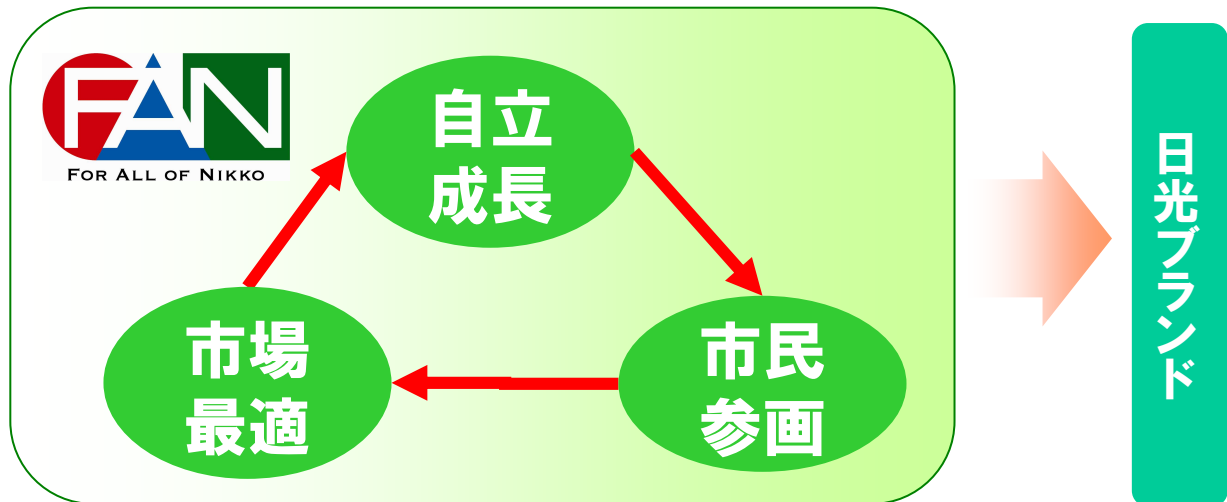 FAN
FOR ALL OF NIKKO
自立
成長
市場
最適
市民
参画
日光ブランド